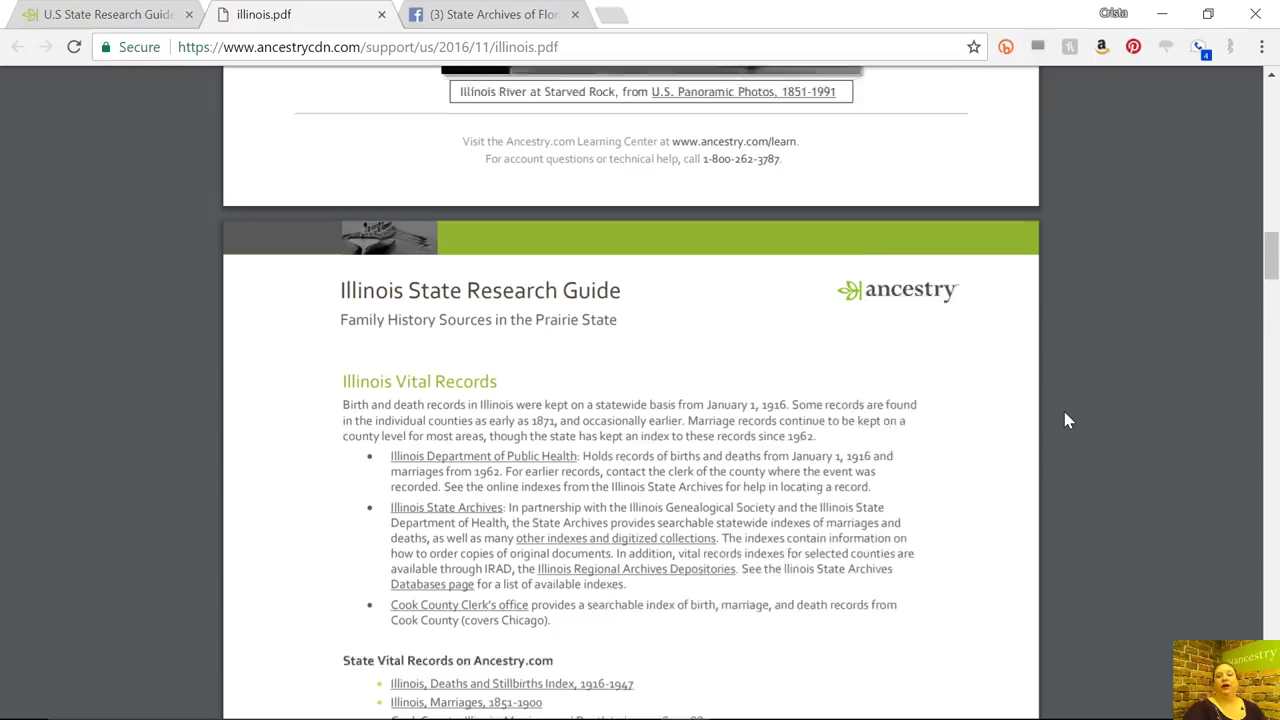 U.S State Research Guide
illinois.pdf
(3) State Archives of Flor
Crista
Secure
https://www.ancestrycdn.com/support/us/2016/11/illinois.pdf
4
Illinois River at Starved Rock, from U.S. Panoramic Photos, 1851-1991
Visit the Ancestry.com Learning Center at www.ancestry.com/learn.
For account questions or technical help, call 1-800-262-3787.
Illinois State Research Guide
ancestry
Family History Sources in the Prairie State
Illinois Vital Records
Birth and death records in Illinois were kept on a statewide basis from January 1, 1916. Some records are found
in the individual counties as early as 1871, and occasionally earlier. Marriage records continue to be kept on a
county level for most areas, though the state has kept an index to these records since 1962.
• Illinois Department of Public Health: Holds records of births and deaths from January 1, 1916 and
marriages from 1962. For earlier records, contact the clerk of the county where the event was
recorded. See the online indexes from the Illinois State Archives for help in locating a record.
• Illinois State Archives: In partnership with the Illinois Genealogical Society and the Illinois State
Department of Health, the State Archives provides searchable statewide indexes of marriages and
deaths, as well as many other indexes and digitized collections. The indexes contain information on
how to order copies of original documents. In addition, vital records indexes for selected counties are
available through IRAD, the Illinois Regional Archives Depositories. See the llinois State Archives
Databases page for a list of available indexes.
• Cook County Clerk's office provides a searchable index of birth, marriage, and death records from
Cook County (covers Chicago).
State Vital Records on Ancestry.com
• Illinois, Deaths and Stillbirths Index, 1916-1947
• Illinois, Marriages, 1851-1900
ancestry